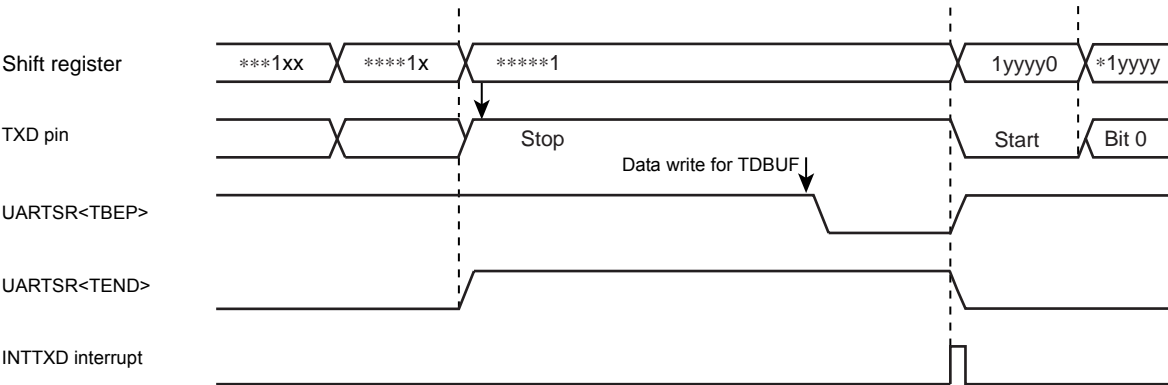 Shift register ***1xx ****1x *****1 1yyyy0 *1yyyy
TXD pin Stop Start Bit 0
Data write for TDBUF
UARTSR<TBEP>
UARTSR<TEND>
INTTXD interrupt